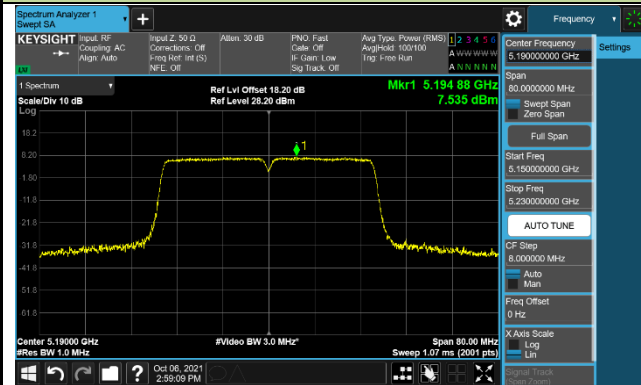 Spectrum Analyzer 1
Swept SA
Frequency
KEYSIGHT
Input: RF
Coupling: AC
Align: Auto
Input Z: 50 Ω
Corrections: Off
Freq Ref: Int (S)
NFE: Off
Atten: 30 dB
PNO: Fast
Gate: Off
IF Gain: Low
Sig Track: Off
Avg Type: Power (RMS)
Avg|Hold: 100/100
Trig: Free Run
1 2 3 4 5 6
A W W W W W
A N N N N N
LXI
1 Spectrum
Scale/Div 10 dB
Log
Ref Lvl Offset 18.20 dB
Ref Level 28.20 dBm
Mkr1 5.194 88 GHz
7.535 dBm
1
18.2
8.20
-1.80
-11.8
-21.8
-31.8
-41.8
-51.8
-61.8
Center 5.19000 GHz
#Res BW 1.0 MHz
#Video BW 3.0 MHz*
Span 80.00 MHz
Sweep 1.07 ms (2001 pts)
Oct 06, 2021
2:59:09 PM
Settings
Center Frequency
5.190000000 GHz
Span
80.0000000 MHz
Swept Span
Zero Span
Full Span
Start Freq
5.150000000 GHz
Stop Freq
5.230000000 GHz
AUTO TUNE
CF Step
8.000000 MHz
Auto
Man
Freq Offset
0 Hz
X Axis Scale
Log
Lin
Signal Track
(Span Zoom)